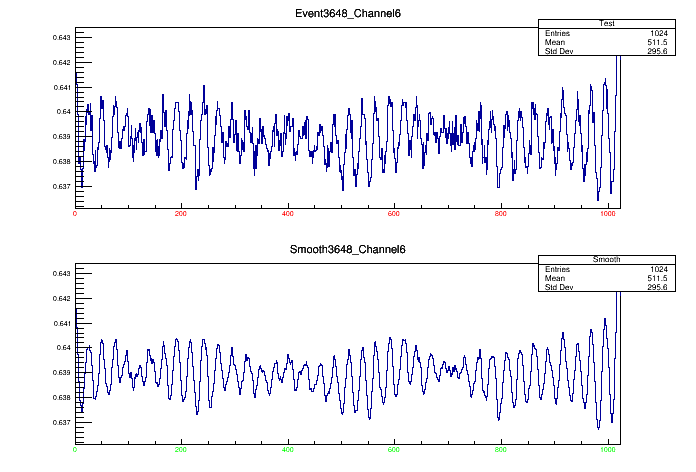 Event3648_Channel6
Test
Entries 1024
Mean 511.5
Std Dev 295.6
0.643
0.642
0.641
0.64
0.639
0.638
0.637
0 200 400 600 800 1000
Smooth3648_Channel6
Smooth
Entries 1024
Mean 511.5
Std Dev 295.6
0.643
0.642
0.641
0.64
0.639
0.638
0.637
0 200 400 600 800 1000